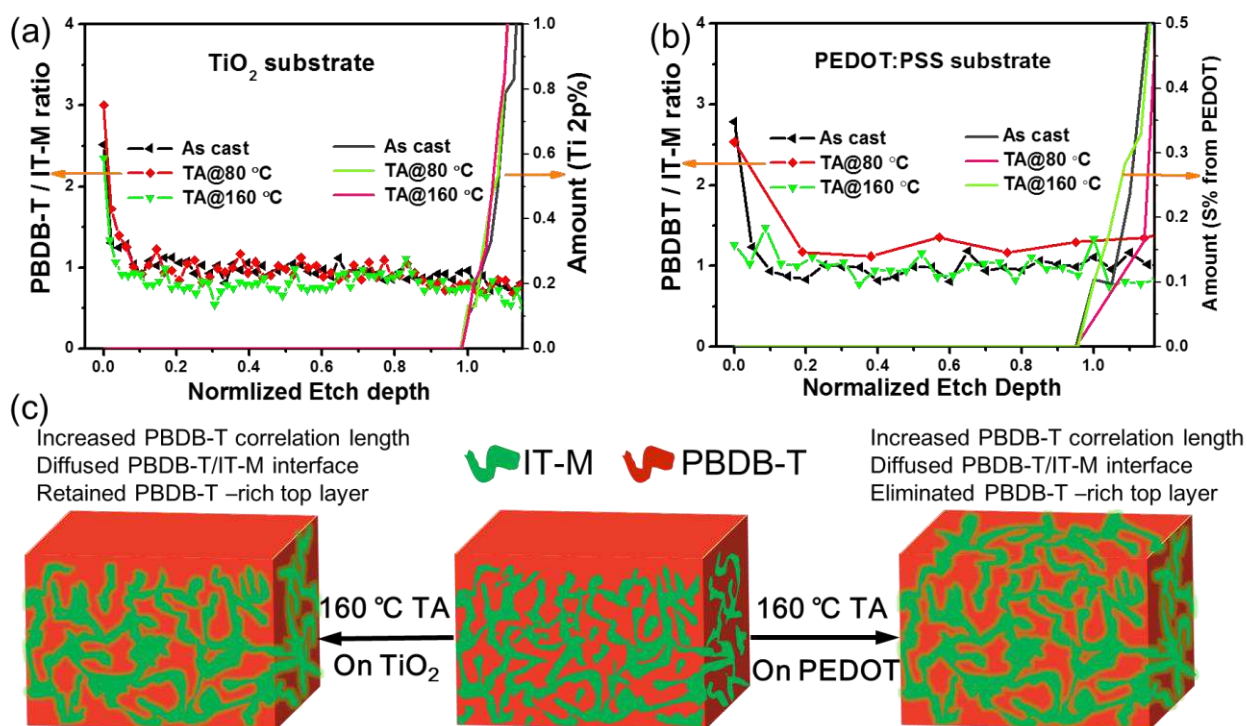 (a)
TiO2 substrate
As cast
TA@80 °C
TA@160 °C
As cast
TA@80 °C
TA@160 °C
PBDB-T / IT-M ratio
4
3
2
1
0
Amount (Ti 2p%)
1.0
0.8
0.6
0.4
0.2
0.0
0.0 0.2 0.4 0.6 0.8 1.0
Normlized Etch depth
(b)
PEDOT:PSS substrate
As cast
TA@80 °C
TA@160 °C
As cast
TA@80 °C
TA@160 °C
PBDBT / IT-M ratio
4
3
2
1
0
Amount (S% from PEDOT)
0.5
0.4
0.3
0.2
0.1
0.0
0.0 0.2 0.4 0.6 0.8 1.0
Normalized Etch Depth
(c)
Increased PBDB-T correlation length
Diffused PBDB-T/IT-M interface
Retained PBDB-T –rich top layer
IT-M
PBDB-T
Increased PBDB-T correlation length
Diffused PBDB-T/IT-M interface
Eliminated PBDB-T –rich top layer
160 ℃ TA
On TiO2
160 ℃ TA
On PEDOT